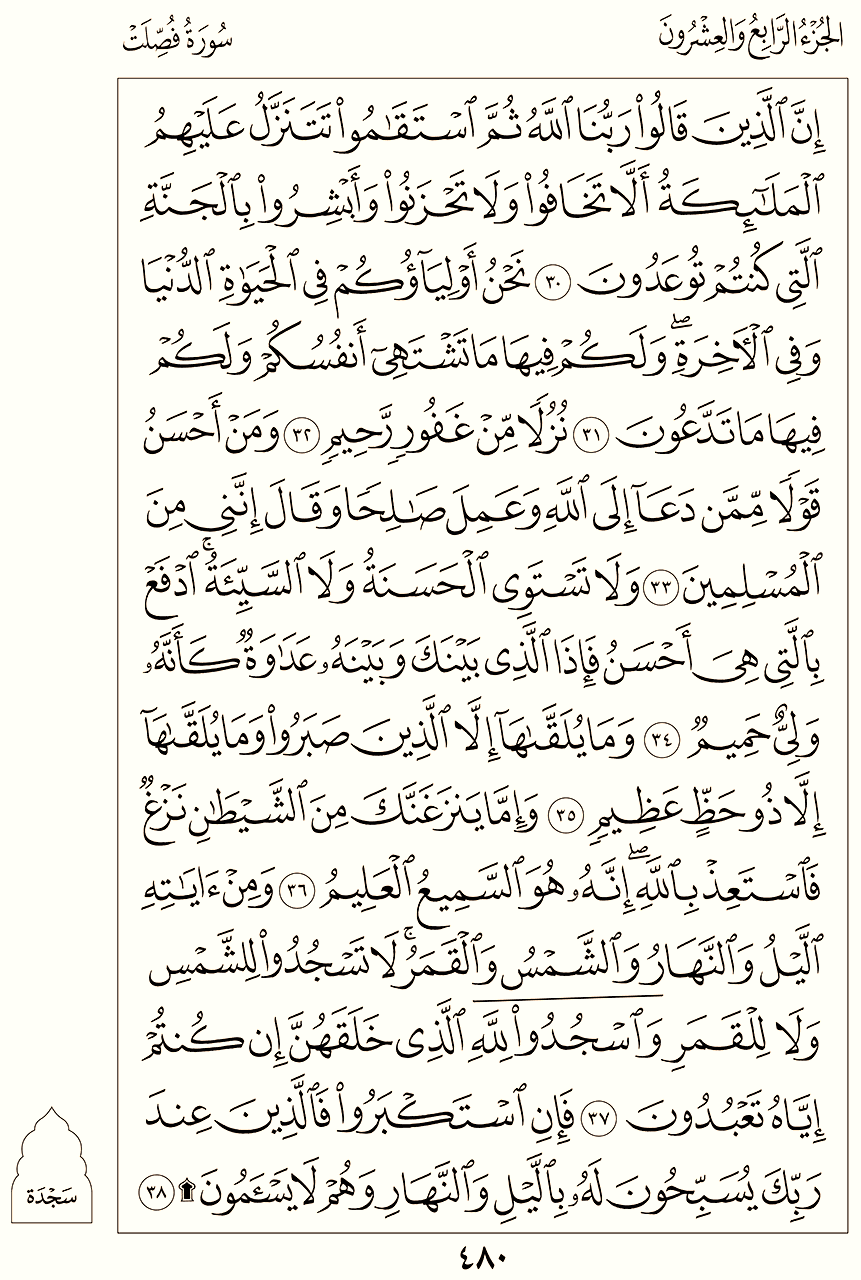 الجُزْءُ الرَّابِعُ وَالعِشْرُونَ
سُورَةُ فُصِّلَتْ
إِنَّ ٱلَّذِينَ قَالُوا۟ رَبُّنَا ٱللَّهُ ثُمَّ ٱسْتَقَٰمُوا۟ تَتَنَزَّلُ عَلَيْهِمُ
ٱلْمَلَٰٓئِكَةُ أَلَّا تَخَافُوا۟ وَلَا تَحْزَنُوا۟ وَأَبْشِرُوا۟ بِٱلْجَنَّةِ
ٱلَّتِى كُنتُمْ تُوعَدُونَ ٣٠ نَحْنُ أَوْلِيَآؤُكُمْ فِى ٱلْحَيَوٰةِ ٱلدُّنْيَا
وَفِى ٱلْأَخِرَةِ ۖ وَلَكُمْ فِيهَا مَا تَشْتَهِىٓ أَنفُسُكُمْ وَلَكُمْ
فِيهَا مَا تَدَّعُونَ ٣١ نُزُلًا مِّنْ غَفُورٍ رَّحِيمٍ ٣٢ وَمَنْ أَحْسَنُ
قَوْلًا مِّمَّن دَعَآ إِلَى ٱللَّهِ وَعَمِلَ صَٰلِحًا وَقَالَ إِنَّنِى مِنَ
ٱلْمُسْلِمِينَ ٣٣ وَلَا تَسْتَوِى ٱلْحَسَنَةُ وَلَا ٱلسَّيِّئَةُ ۚ ٱدْفَعْ
بِٱلَّتِى هِىَ أَحْسَنُ فَإِذَا ٱلَّذِى بَيْنَكَ وَبَيْنَهُۥ عَدَٰوَةٌ كَأَنَّهُۥ
وَلِىٌّ حَمِيمٌ ٣٤ وَمَا يُلَقَّىٰهَآ إِلَّا ٱلَّذِينَ صَبَرُوا۟ وَمَا يُلَقَّىٰهَآ
إِلَّا ذُو حَظٍّ عَظِيمٍ ٣٥ وَإِمَّا يَنزَغَنَّكَ مِنَ ٱلشَّيْطَٰنِ نَزْغٌ
فَٱسْتَعِذْ بِٱللَّهِ ۖ إِنَّهُۥ هُوَ ٱلسَّمِيعُ ٱلْعَلِيمُ ٣٦ وَمِنْ ءَايَٰتِهِ
ٱلَّيْلُ وَٱلنَّهَارُ وَٱلشَّمْسُ وَٱلْقَمَرُ ۚ لَا تَسْجُدُوا۟ لِلشَّمْسِ
وَلَا لِلْقَمَرِ وَٱسْجُدُوا۟ لِلَّهِ ٱلَّذِى خَلَقَهُنَّ إِن كُنتُمْ
إِيَّاهُ تَعْبُدُونَ ٣٧ فَإِنِ ٱسْتَكْبَرُوا۟ فَٱلَّذِينَ عِندَ
رَبِّكَ يُسَبِّحُونَ لَهُۥ بِٱلَّيْلِ وَٱلنَّهَارِ وَهُمْ لَا يَسْـَٔمُونَ ۩ ٣٨
سَجْدَة
٤٨٠